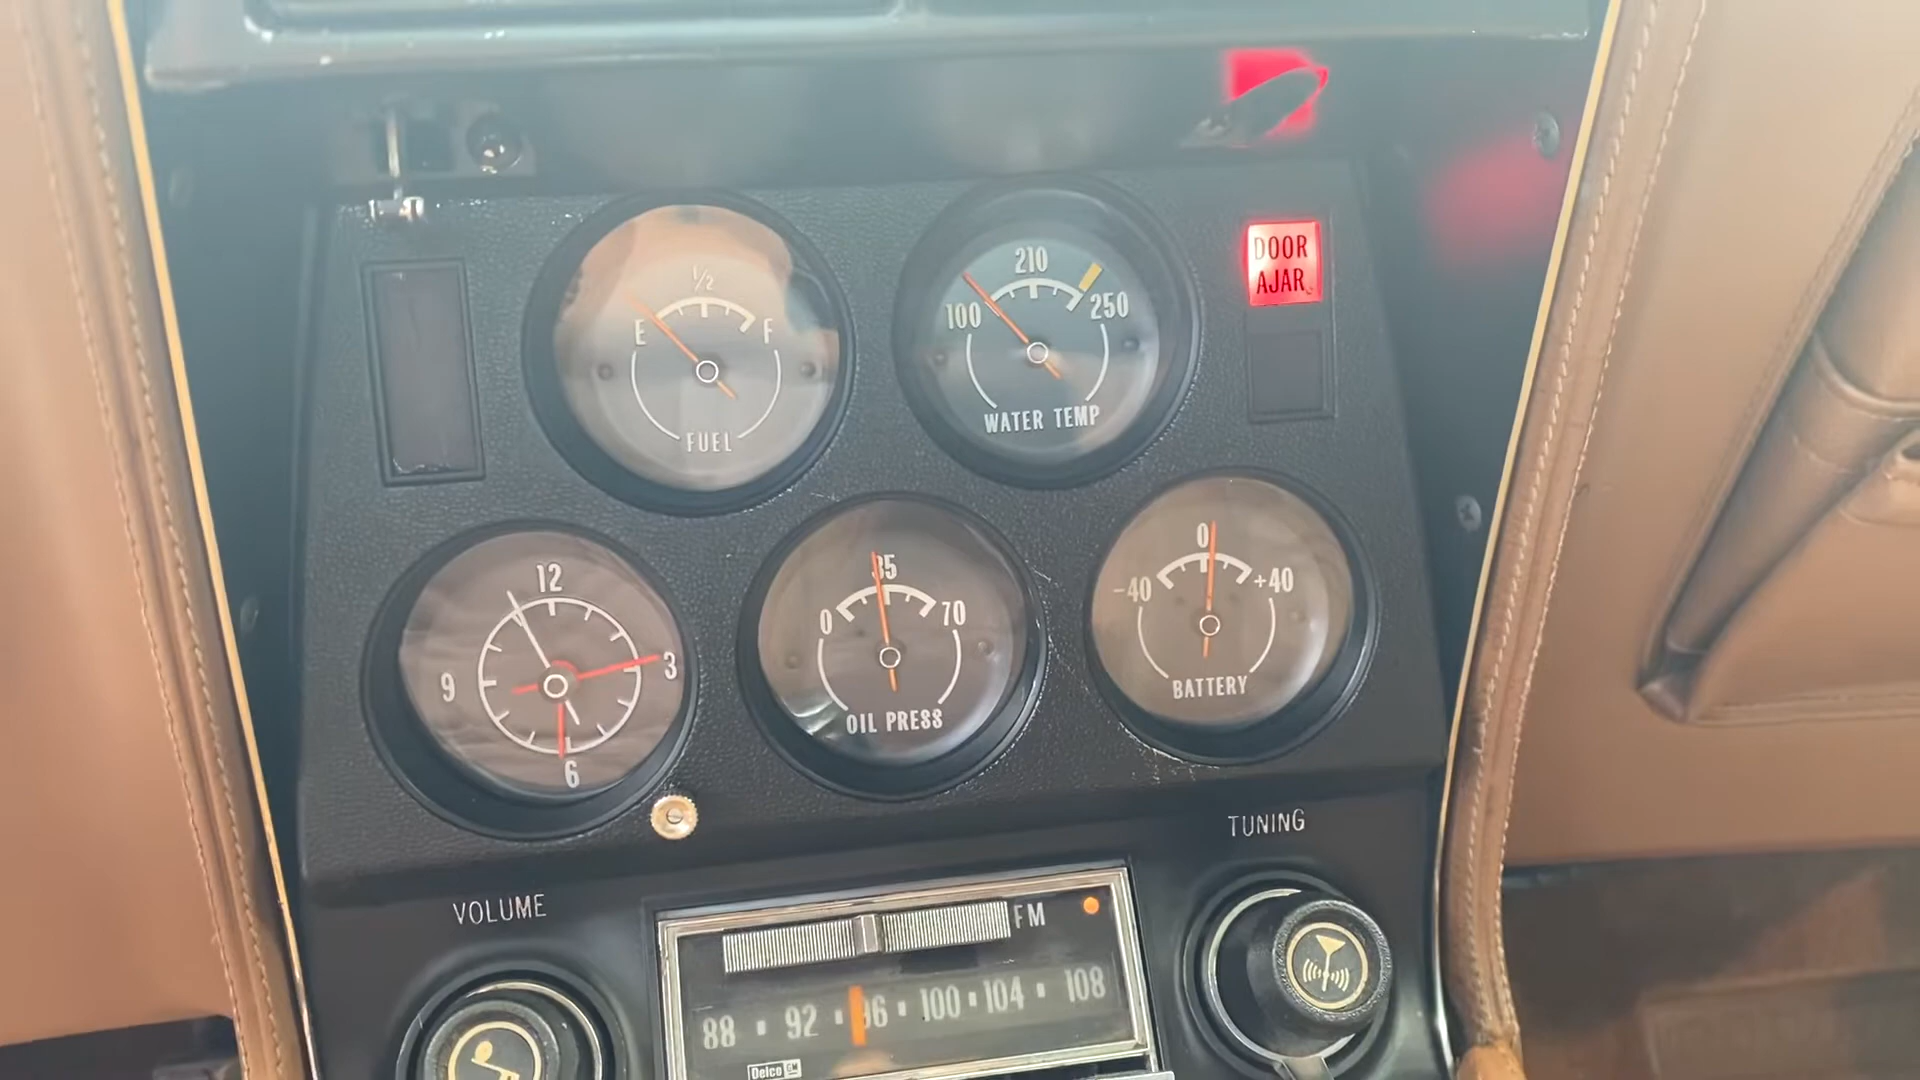 DOOR
AJAR
1/2
E F
FUEL
210
100 250
WATER TEMP
12
9 3
6
35
0 70
OIL PRESS
0
-40 +40
BATTERY
TUNING
VOLUME
FM
88 92 96 100 104 108
Delco GM